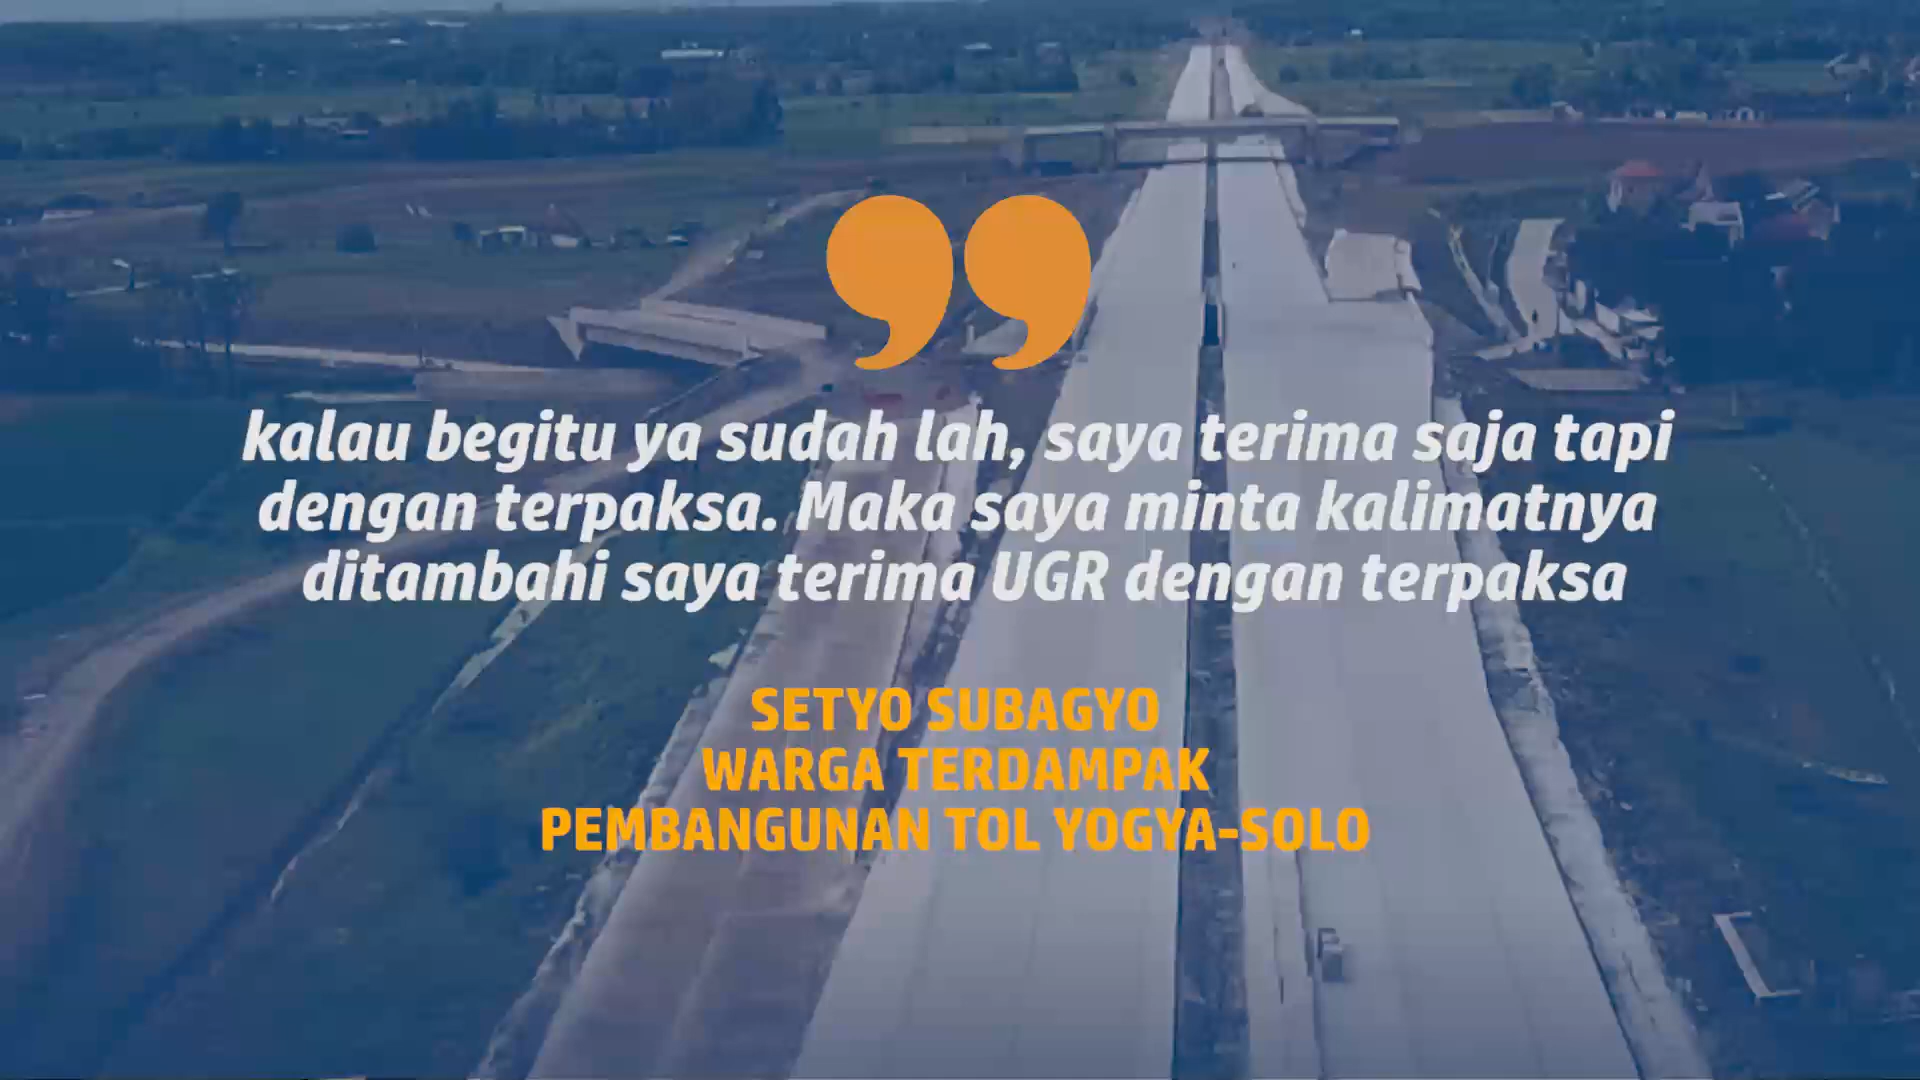 kalau begitu ya sudah lah, saya terima saja tapi
dengan terpaksa. Maka saya minta kalimatnya
ditambahi saya terima UGR dengan terpaksa
SETYO SUBAGYO
WARGA TERDAMPAK
PEMBANGUNAN TOL YOGYA-SOLO